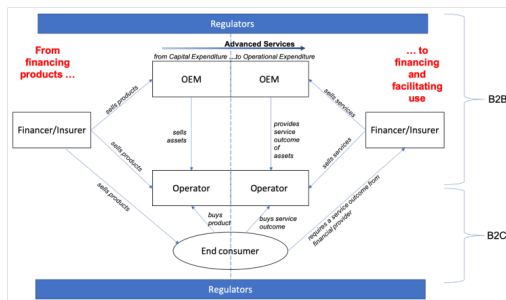 Regulators
Advanced Services
from Capital Expenditure ...to Operational Expenditure
From
financing
products ...
... to
financing
and
facilitating
use
OEM
OEM
sells products
sells services
B2B
Financer/Insurer
Financer/Insurer
sells
assets
provides
service
outcome
of
assets
sells products
sells services
sells products
Operator
Operator
buys
product
buys service
outcome
requires a service outcome from
financial provider
B2C
End consumer
Regulators